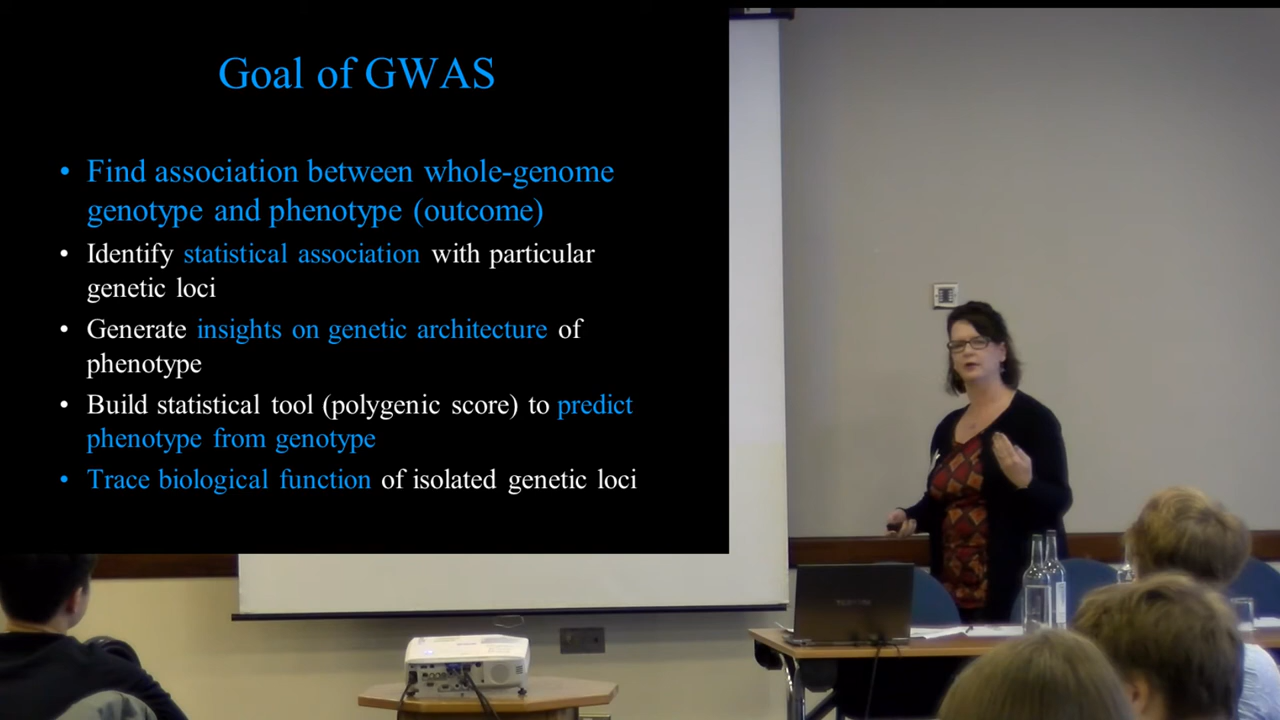 Goal of GWAS
• Find association between whole-genome
genotype and phenotype (outcome)
• Identify statistical association with particular
genetic loci
• Generate insights on genetic architecture of
phenotype
• Build statistical tool (polygenic score) to predict
phenotype from genotype
• Trace biological function of isolated genetic loci